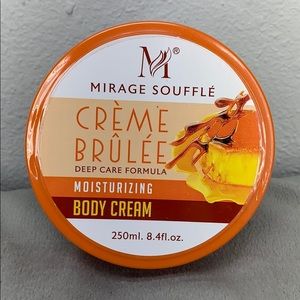 M®
MIRAGE SOUFFLÉ
CRÈME
BRÛLÉE
DEEP CARE FORMULA
MOISTURIZING
BODY CREAM
250ml. 8.4fl.oz.